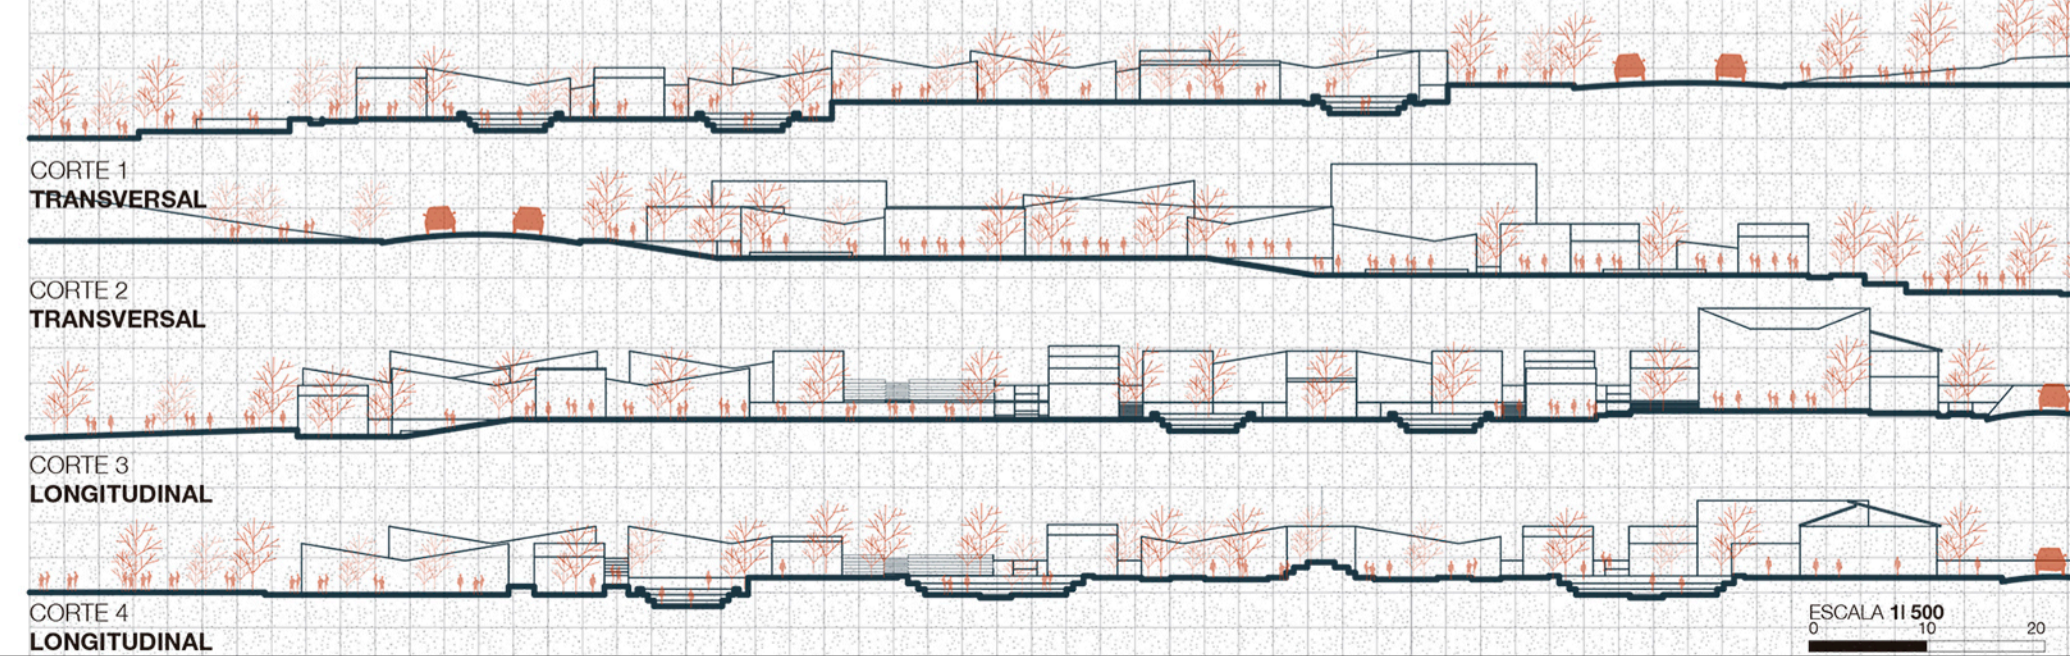 CORTE 1
TRANSVERSAL
CORTE 2
TRANSVERSAL
CORTE 3
LONGITUDINAL
CORTE 4
LONGITUDINAL
ESCALA 1I 500
0 10 20